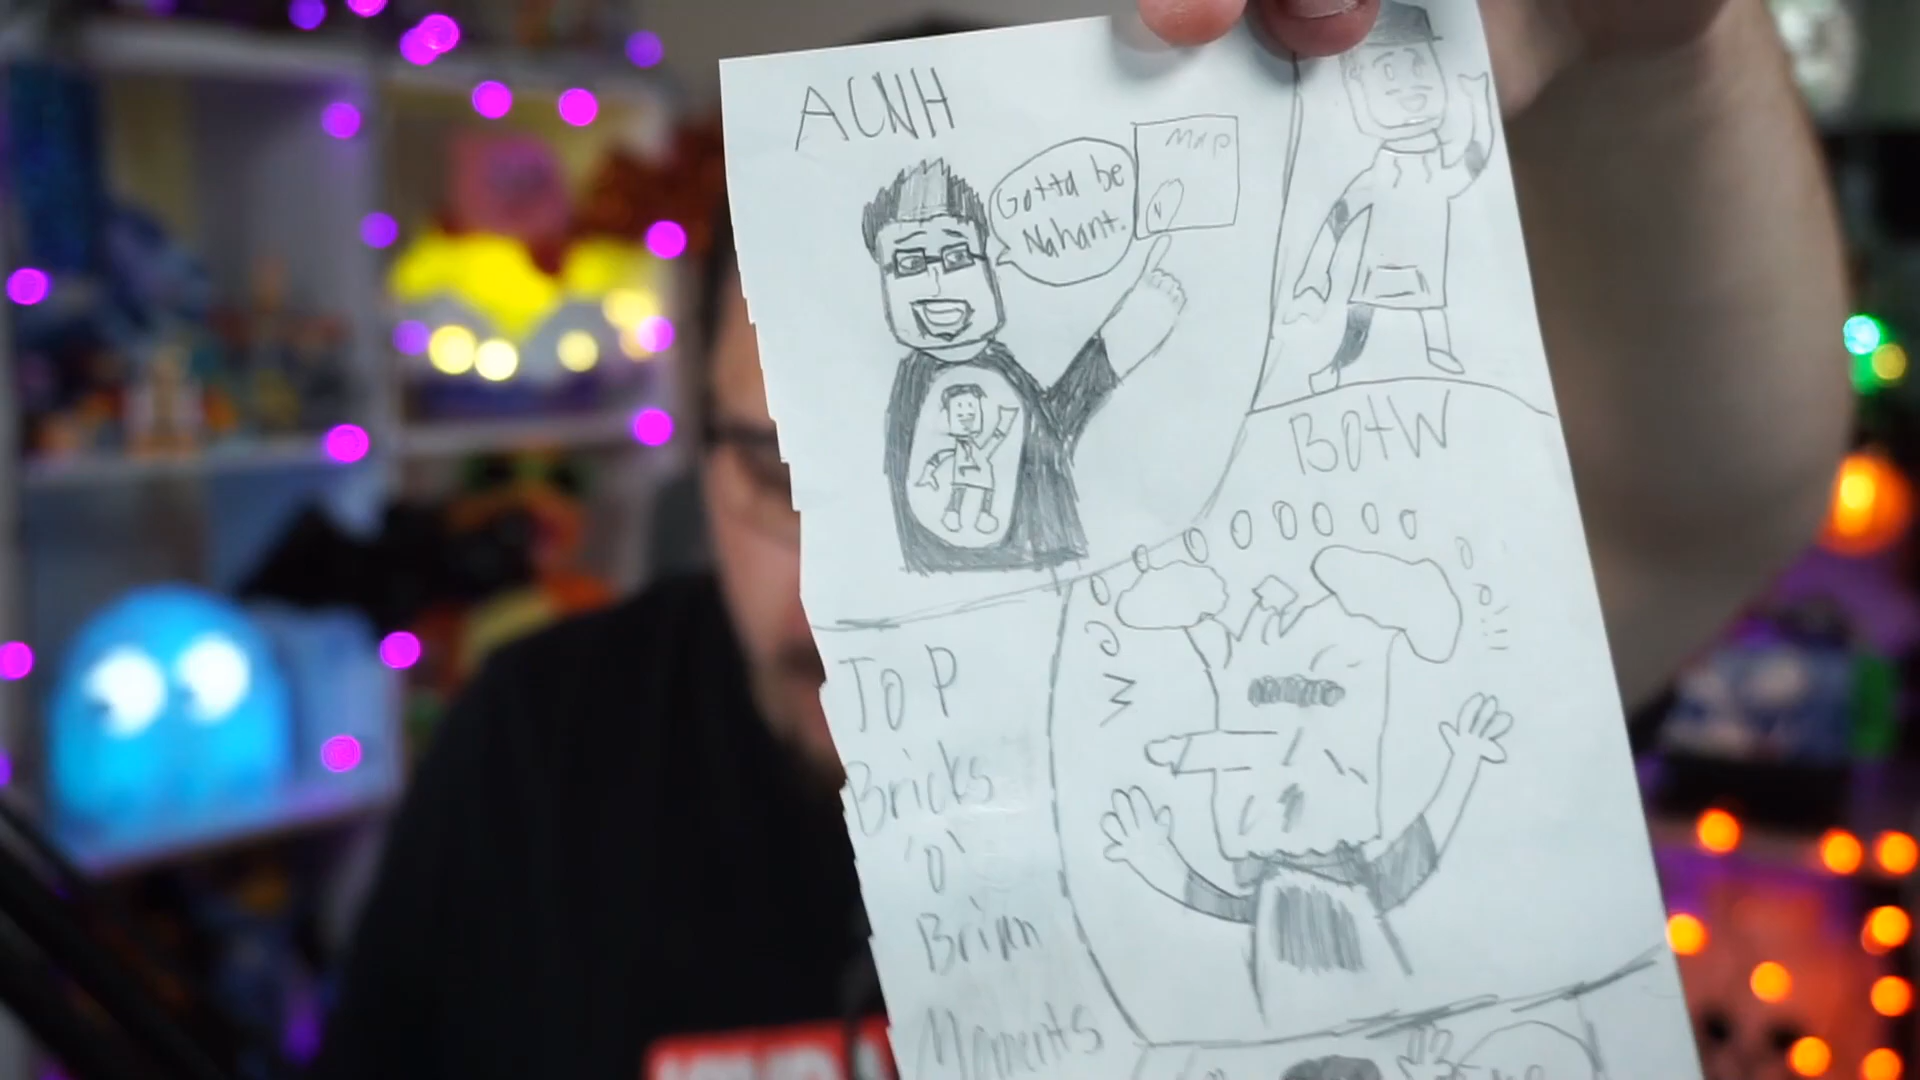 ACNH
Gotta be
Nahant.
Map
BotW
Top
Bricks
'O'
Brian
Moments